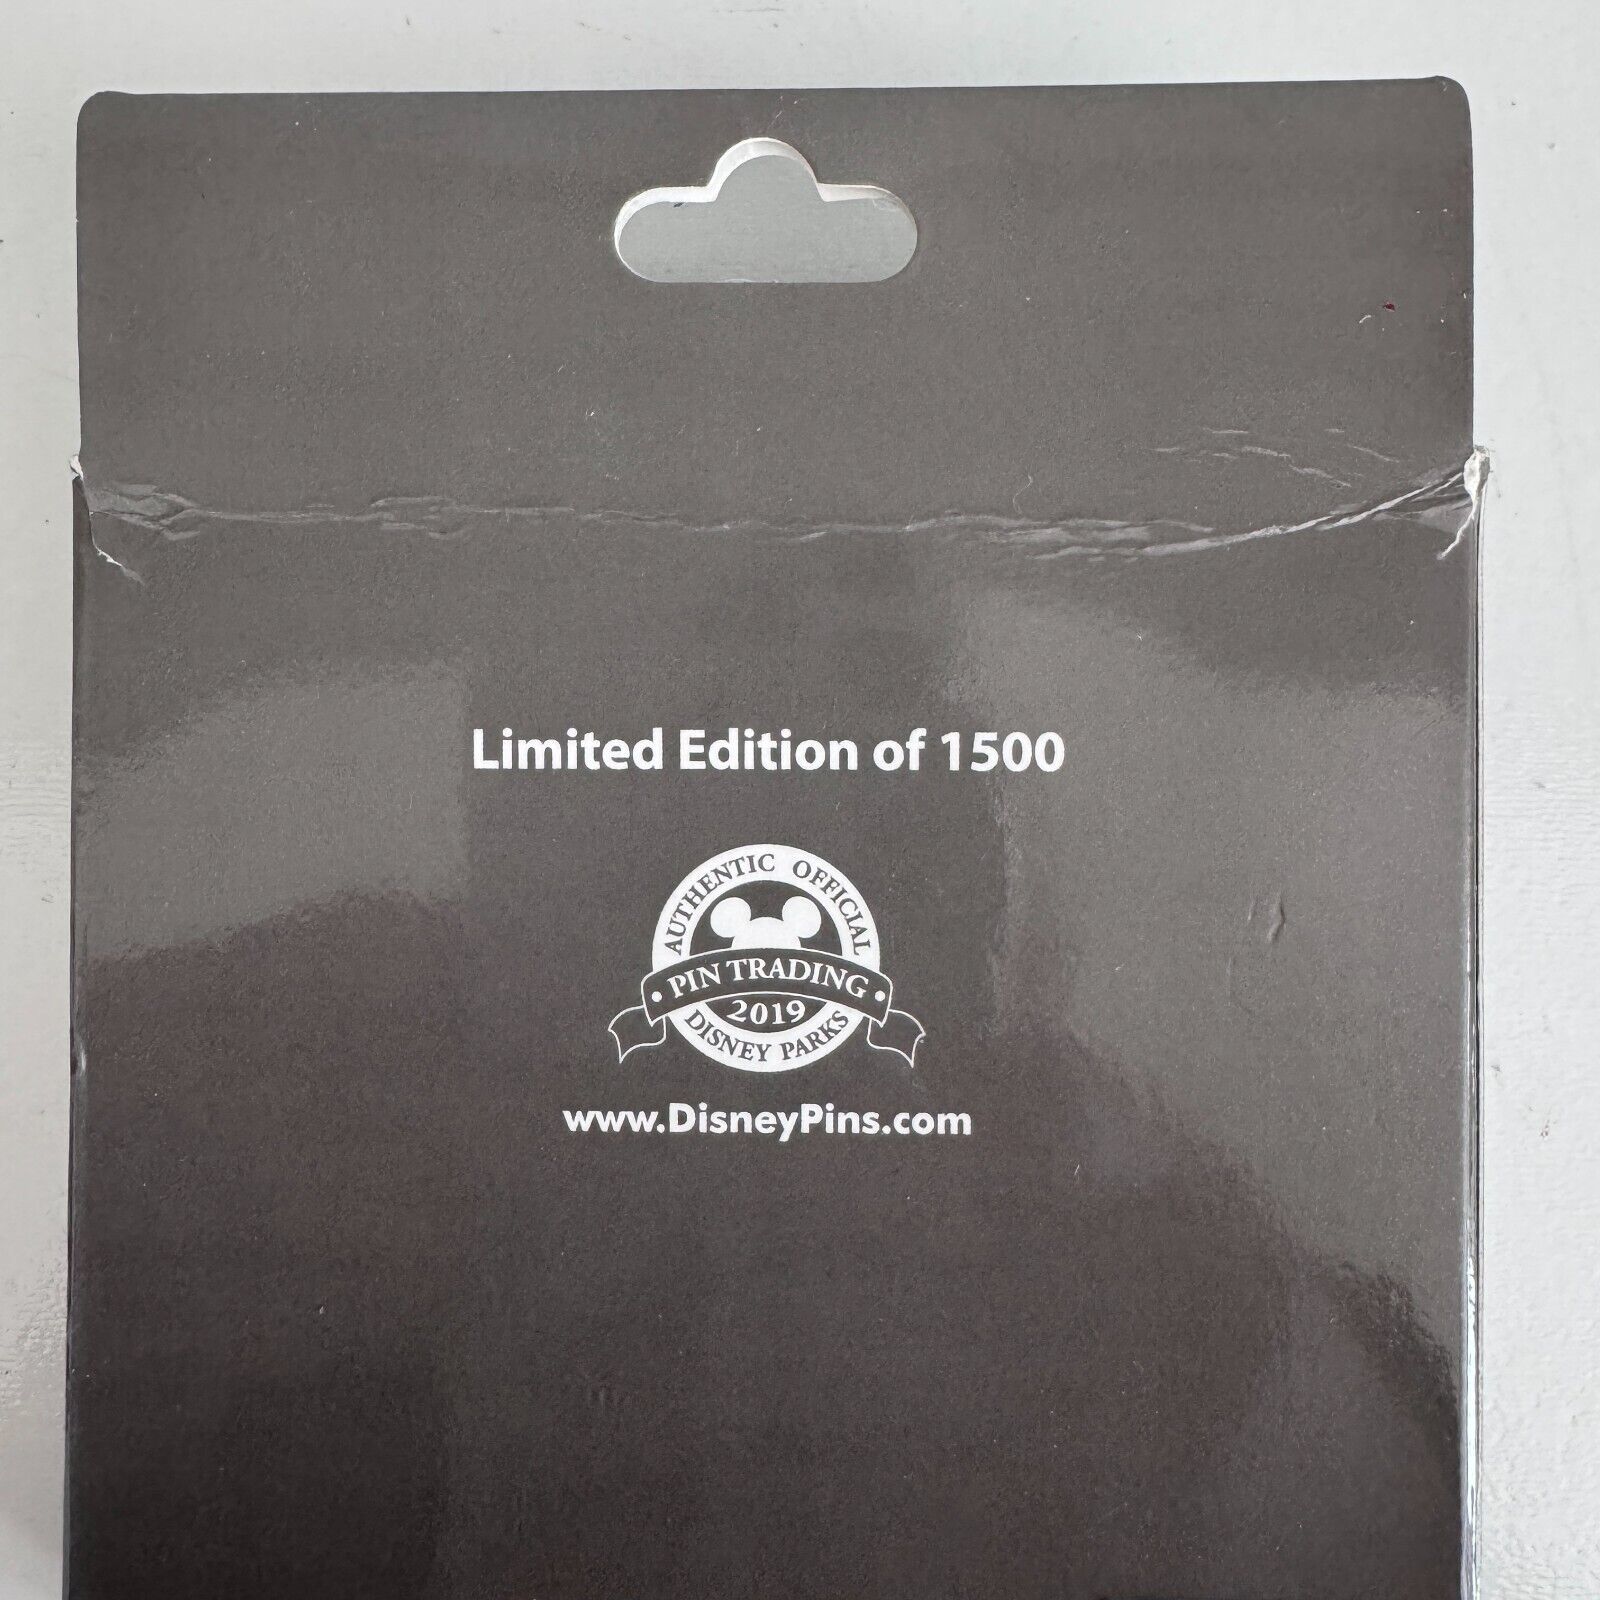 Limited Edition of 1500
AUTHENTIC OFFICIAL
PIN TRADING
2019
DISNEY PARKS
www.DisneyPins.com